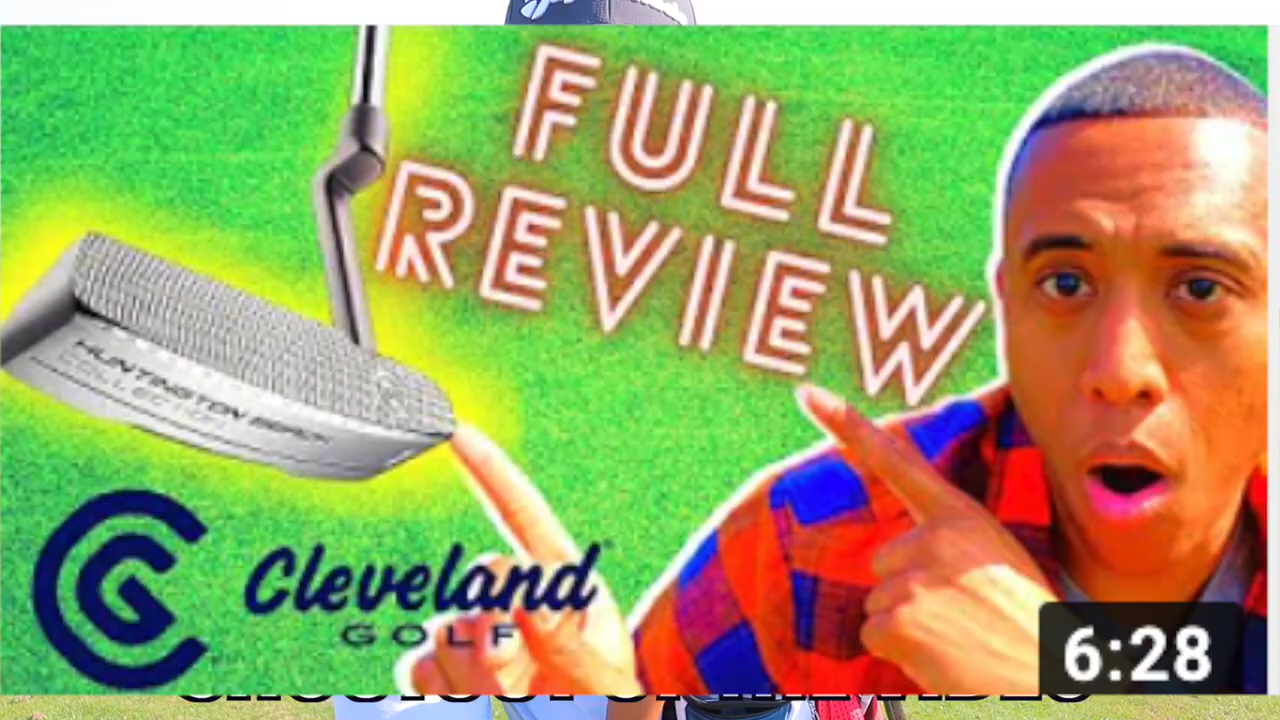 FULL
REVIEW
HUNTINGTON BEACH
COLLECTION
Cleveland
GOLF
6:28